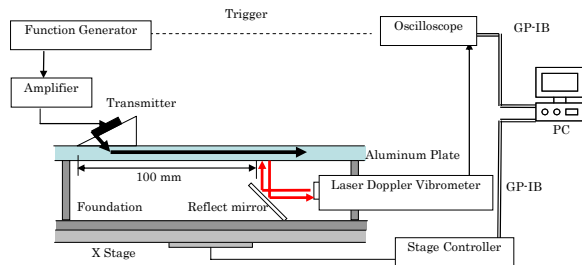 Function Generator
Trigger
Oscilloscope
GP-IB
Amplifier
Transmitter
PC
Aluminum Plate
100 mm
Laser Doppler Vibrometer
GP-IB
Foundation
Reflect mirror
X Stage
Stage Controller